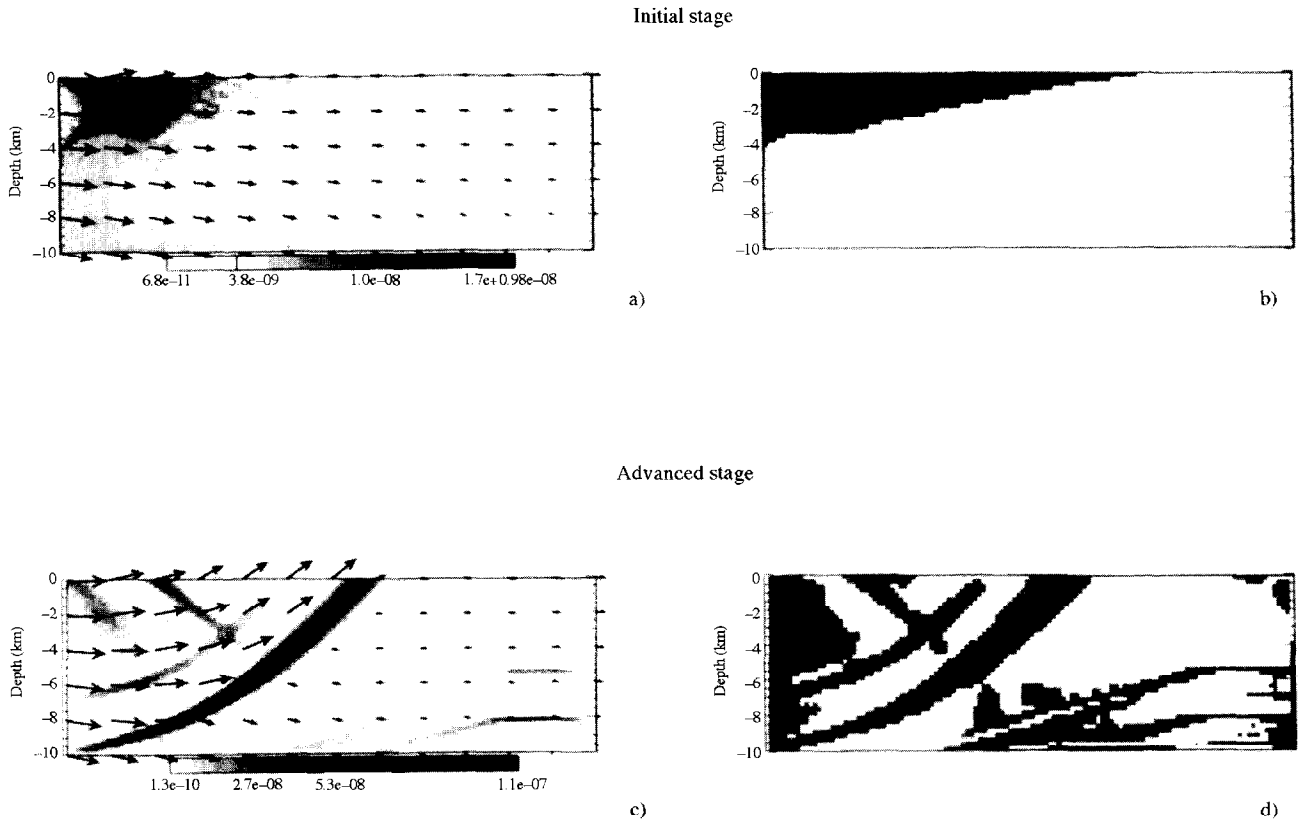 Initial stage
0
−2
−4
−6
−8
−10
Depth (km)
6.8e−11 3.8e−09 1.0e−08 1.7e+0.98e−08
a)
0
−2
−4
−6
−8
−10
Depth (km)
b)
Advanced stage
0
−2
−4
−6
−8
−10
Depth (km)
1.3e−10 2.7e−08 5.3e−08 1.1e−07
c)
0
−2
−4
−6
−8
−10
Depth (km)
d)